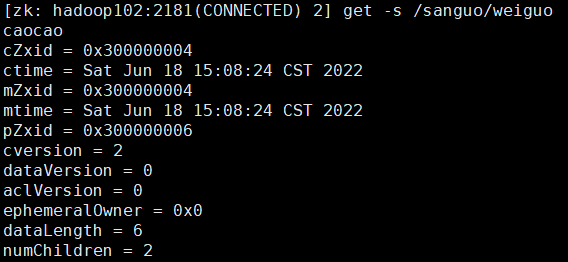 [zk: hadoop102:2181(CONNECTED) 2] get -s /sanguo/weiguo
caocao
cZxid = 0x300000004
ctime = Sat Jun 18 15:08:24 CST 2022
mZxid = 0x300000004
mtime = Sat Jun 18 15:08:24 CST 2022
pZxid = 0x300000006
cversion = 2
dataVersion = 0
aclVersion = 0
ephemeralOwner = 0x0
dataLength = 6
numChildren = 2